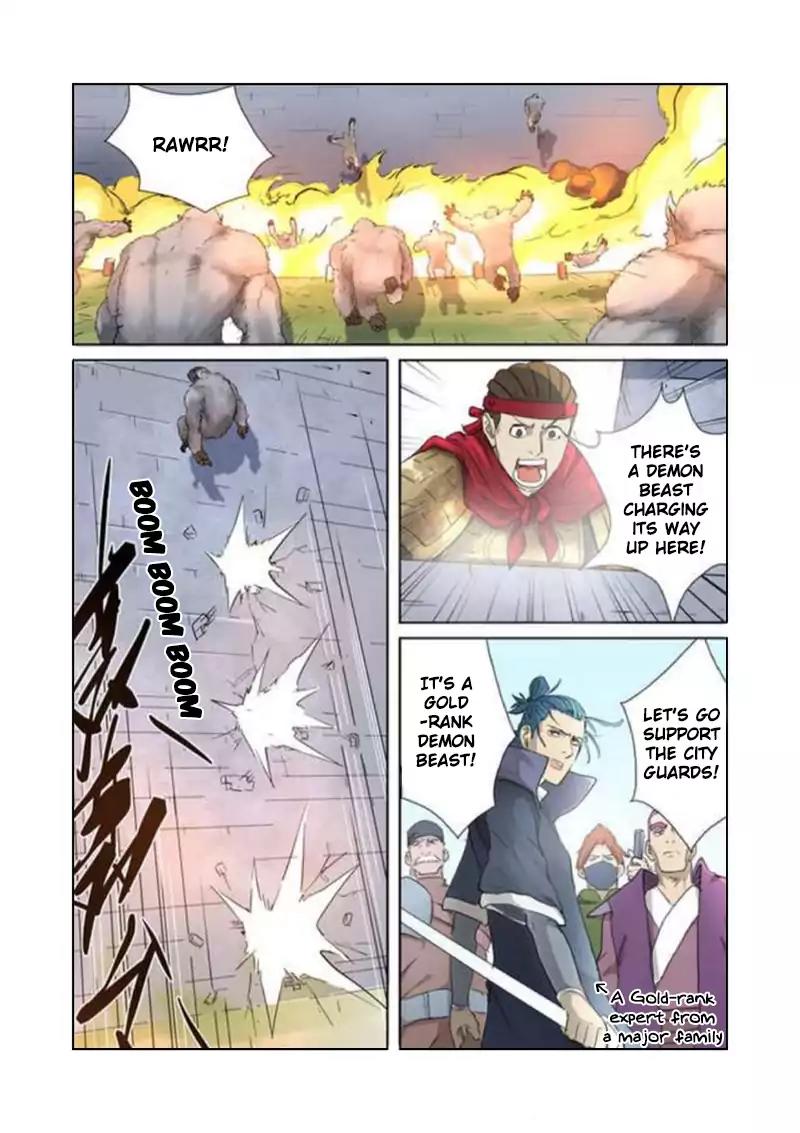 RAWRR!
BOOM BOOM BOOM
THERE'S
A DEMON
BEAST
CHARGING
ITS WAY
UP HERE!
IT'S A
GOLD
-RANK
DEMON
BEAST!
LET'S GO
SUPPORT
THE CITY
GUARDS!
A Gold-rank
expert from
a major family